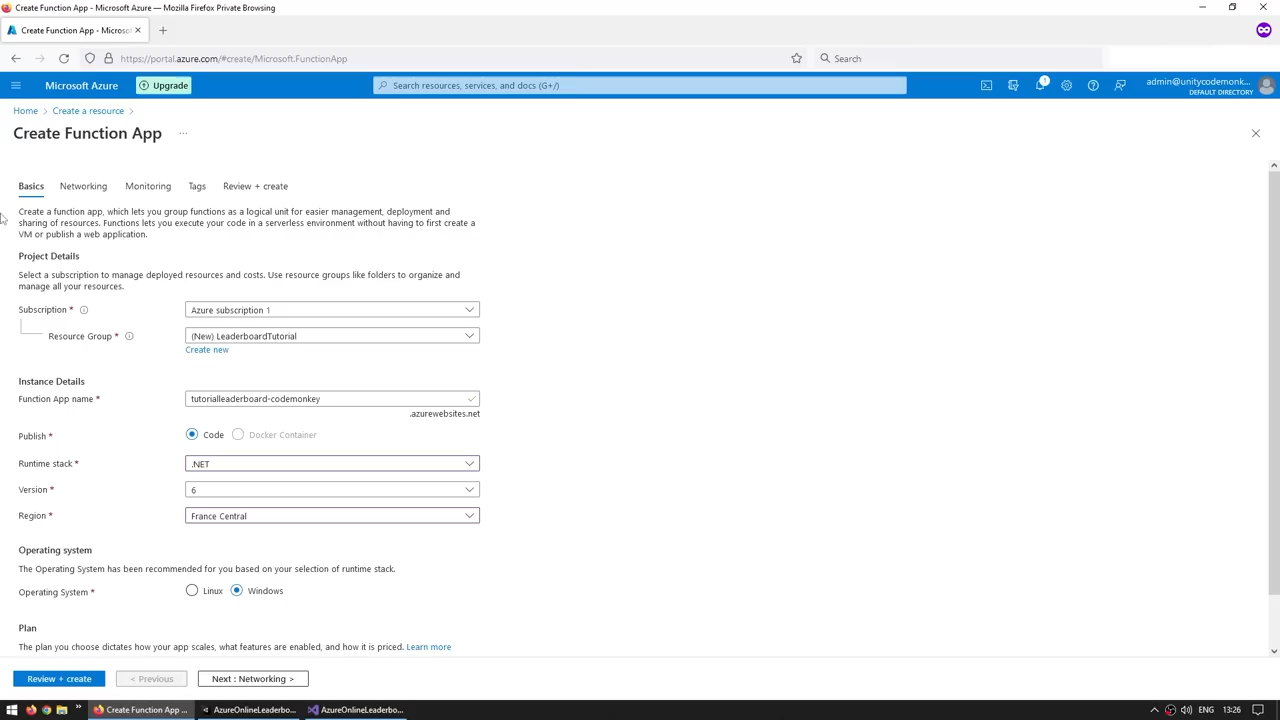 Create Function App - Microsoft Azure — Mozilla Firefox Private Browsing
Create Function App - Microsof
https://portal.azure.com/#create/Microsoft.FunctionApp
Search
Microsoft Azure
Upgrade
Search resources, services, and docs (G+/)
1
admin@unitycodemonk...
DEFAULT DIRECTORY
Home > Create a resource >
Create Function App ...
Basics Networking Monitoring Tags Review + create
Create a function app, which lets you group functions as a logical unit for easier management, deployment and
sharing of resources. Functions lets you execute your code in a serverless environment without having to first create a
VM or publish a web application.
Project Details
Select a subscription to manage deployed resources and costs. Use resource groups like folders to organize and
manage all your resources.
Subscription * Azure subscription 1
Resource Group * (New) LeaderboardTutorial
Create new
Instance Details
Function App name * tutorialleaderboard-codemonkey
.azurewebsites.net
Publish * Code Docker Container
Runtime stack * .NET
Version * 6
Region * France Central
Operating system
The Operating System has been recommended for you based on your selection of runtime stack.
Operating System * Linux Windows
Plan
The plan you choose dictates how your app scales, what features are enabled, and how it is priced. Learn more
Review + create < Previous Next : Networking >
Create Function App ... AzureOnlineLeaderbo... AzureOnlineLeaderbo... ENG 13:26